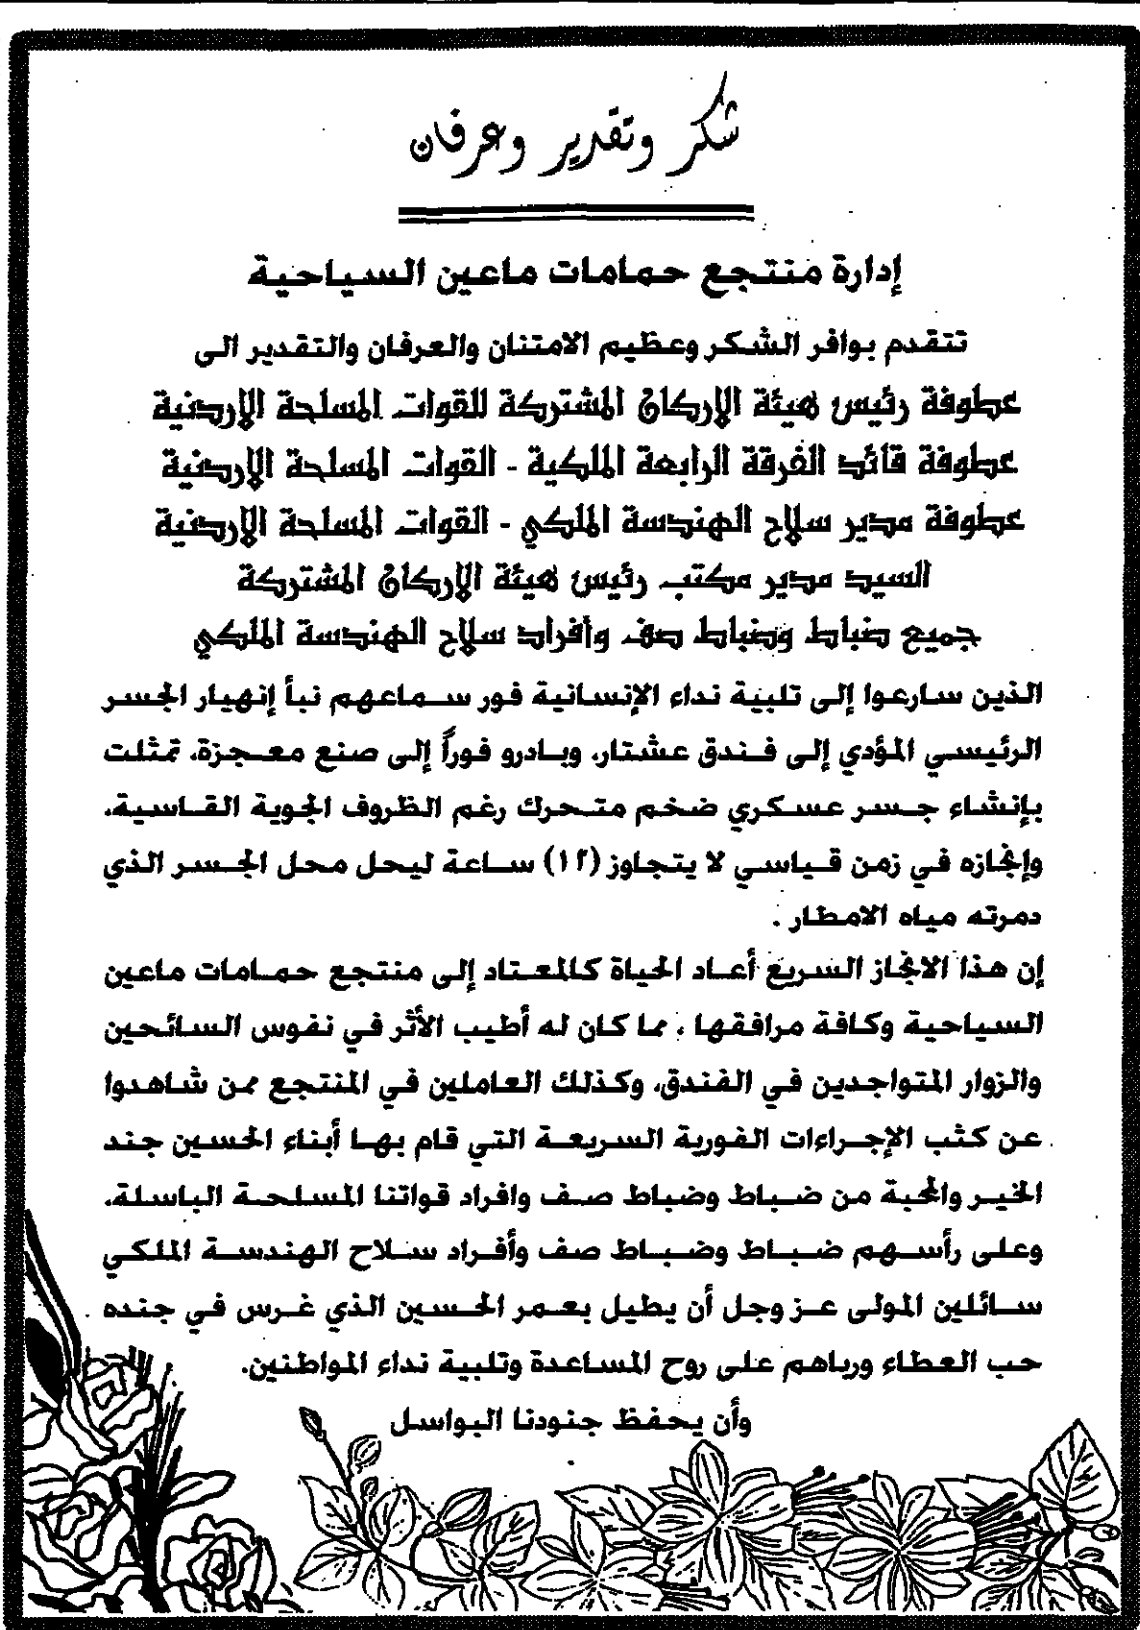 شكر وتقدير وعرفان
إدارة منتجع حمامات ماعين السياحية
تتقدم بوافر الشكر وعظيم الامتنان والعرفان والتقدير الى
عطوفة رئيس هيئة الاركان المشتركة للقوات المسلحة الاردنية
عطوفة قائد الفرقة الرابعة الملكية - القوات المسلحة الاردنية
عطوفة مدير سلاح الهندسة الملكي - القوات المسلحة الاردنية
السيد مدير مكتب رئيس هيئة الاركان المشتركة
جميع ضباط وضباط صف وأفراد سلاح الهندسة الملكي
الذين سارعوا إلى تلبية نداء الإنسانية فور سماعهم نبأ إنهيار الجسر
الرئيسي المؤدي إلى فندق عشتار، وبادرو فوراً إلى صنع معجزة، تمثلت
بإنشاء جسر عسكري ضخم متحرك رغم الظروف الجوية القاسية،
وإنجازه في زمن قياسي لا يتجاوز (١٢) ساعة ليحل محل الجسر الذي
دمرته مياه الامطار .
إن هذا الانجاز السريع أعاد الحياة كالمعتاد إلى منتجع حمامات ماعين
السياحية وكافة مرافقها ، مما كان له أطيب الأثر في نفوس السائحين
والزوار المتواجدين في الفندق، وكذلك العاملين في المنتجع ممن شاهدوا
عن كثب الإجراءات الفورية السريعة التي قام بها أبناء الحسين جند
الخير والمحبة من ضباط وضباط صف وافراد قواتنا المسلحة الباسلة،
وعلى رأسهم ضباط وضباط صف وأفراد سلاح الهندسة الملكي
سائلين المولى عز وجل أن يطيل بعمر الحسين الذي غرس في جنده
حب العطاء ورباهم على روح المساعدة وتلبية نداء المواطنين.
وأن يحفظ جنودنا البواسل